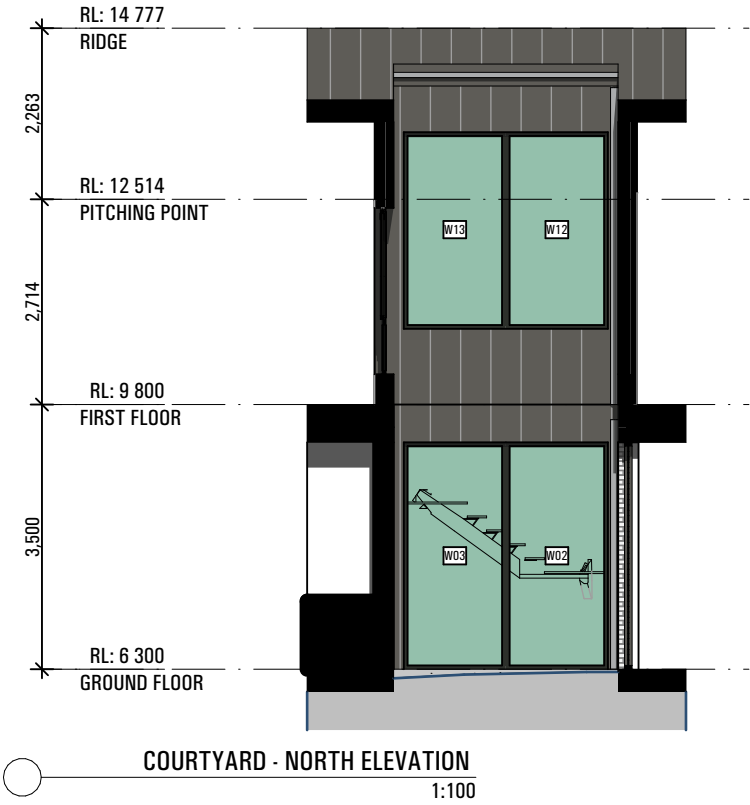 RL: 14 777
RIDGE
2,263
RL: 12 514
PITCHING POINT
W13
W12
2,714
RL: 9 800
FIRST FLOOR
3,500
W03
W02
RL: 6 300
GROUND FLOOR
COURTYARD - NORTH ELEVATION
1:100